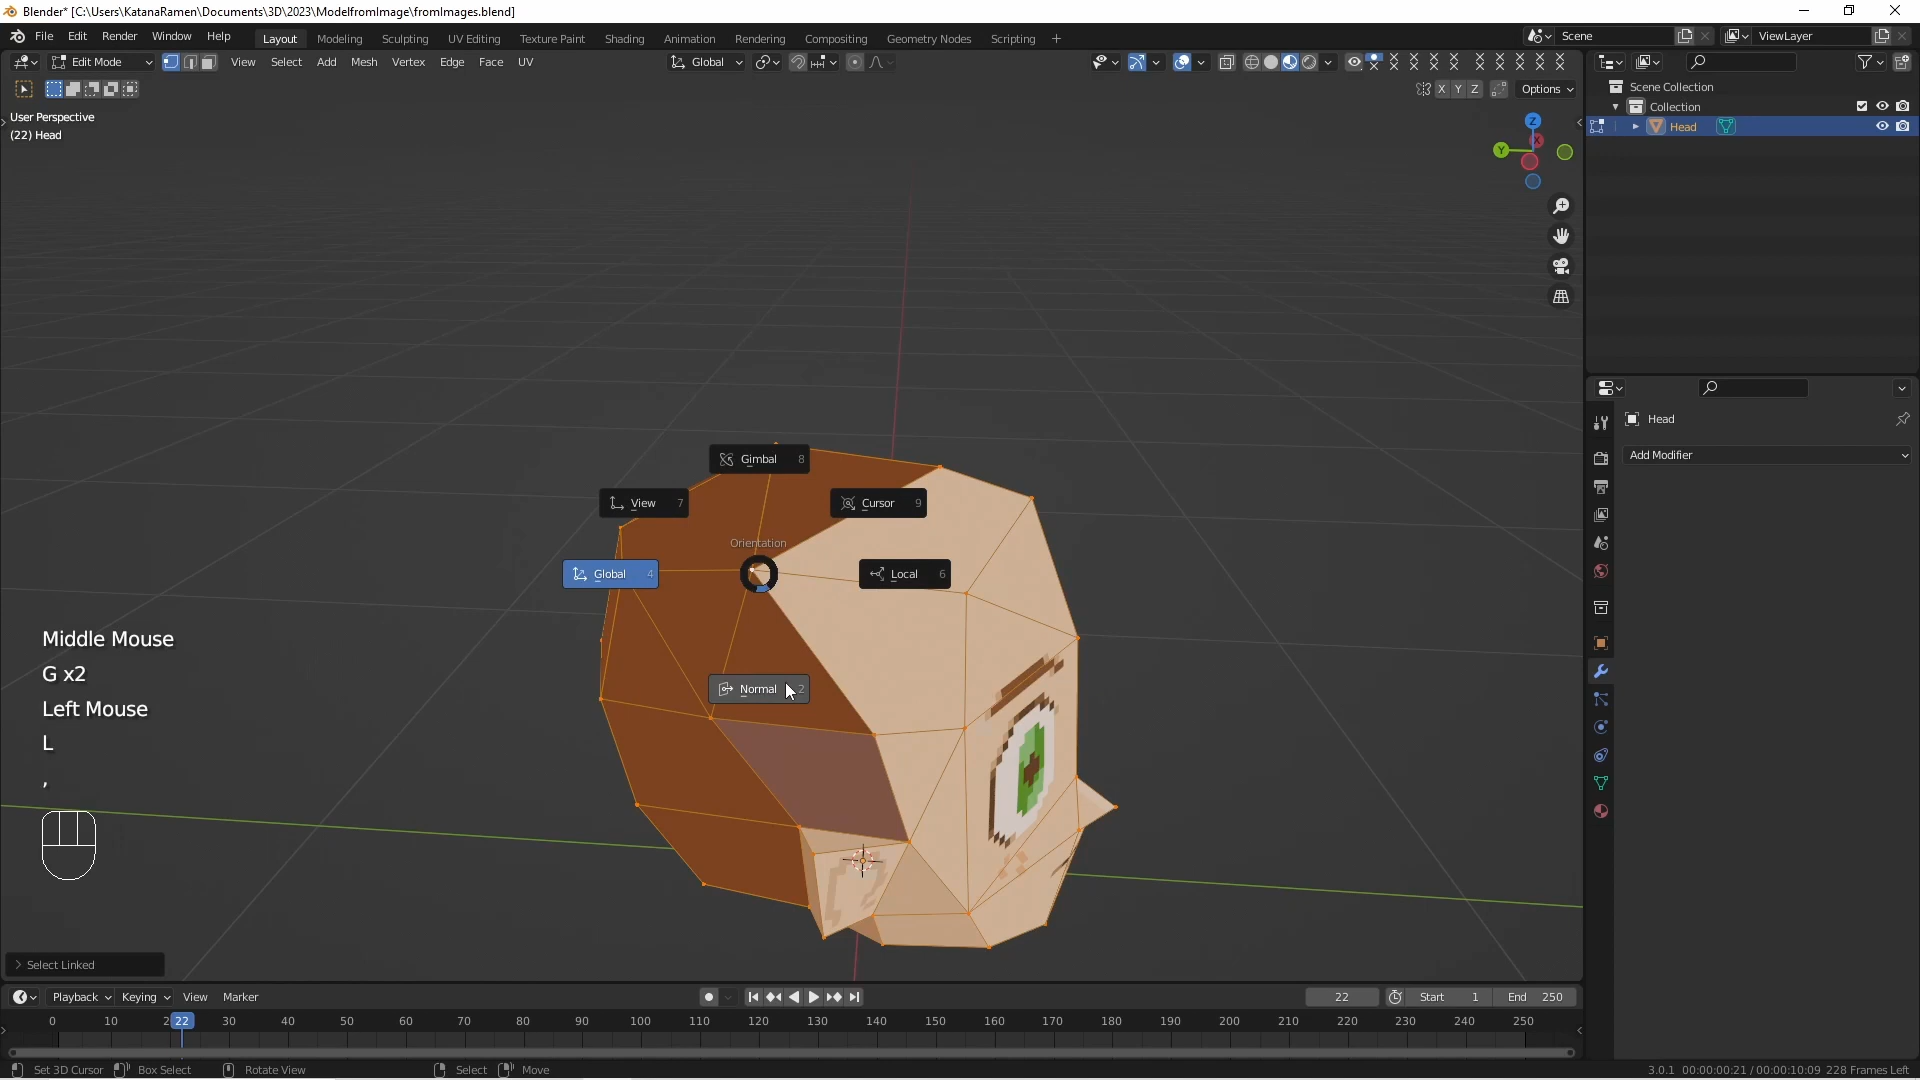 Blender* [C:\Users\KatanaRamen\Documents\3D\2023\ModelfromImage\fromImages.blend]
File Edit Render Window Help Layout Modeling Sculpting UV Editing Texture Paint Shading Animation Rendering Compositing Geometry Nodes Scripting + Scene ViewLayer
Edit Mode View Select Add Mesh Vertex Edge Face UV Global
X Y Z Options
User Perspective
(22) Head
Z
X
Y
Scene Collection
Collection
Head
Head
Add Modifier
Gimbal 8
View 7
Cursor 9
Orientation
Global 4
Local 6
Normal 2
Middle Mouse
G x2
Left Mouse
L
,
Select Linked
Playback Keying View Marker 22 Start 1 End 250
0 10 2 22 30 40 50 60 70 80 90 100 110 120 130 140 150 160 170 180 190 200 210 220 230 240 250
Set 3D Cursor Box Select Rotate View Select Move 3.0.1 00:00:00:21 / 00:00:10:09 228 Frames Left